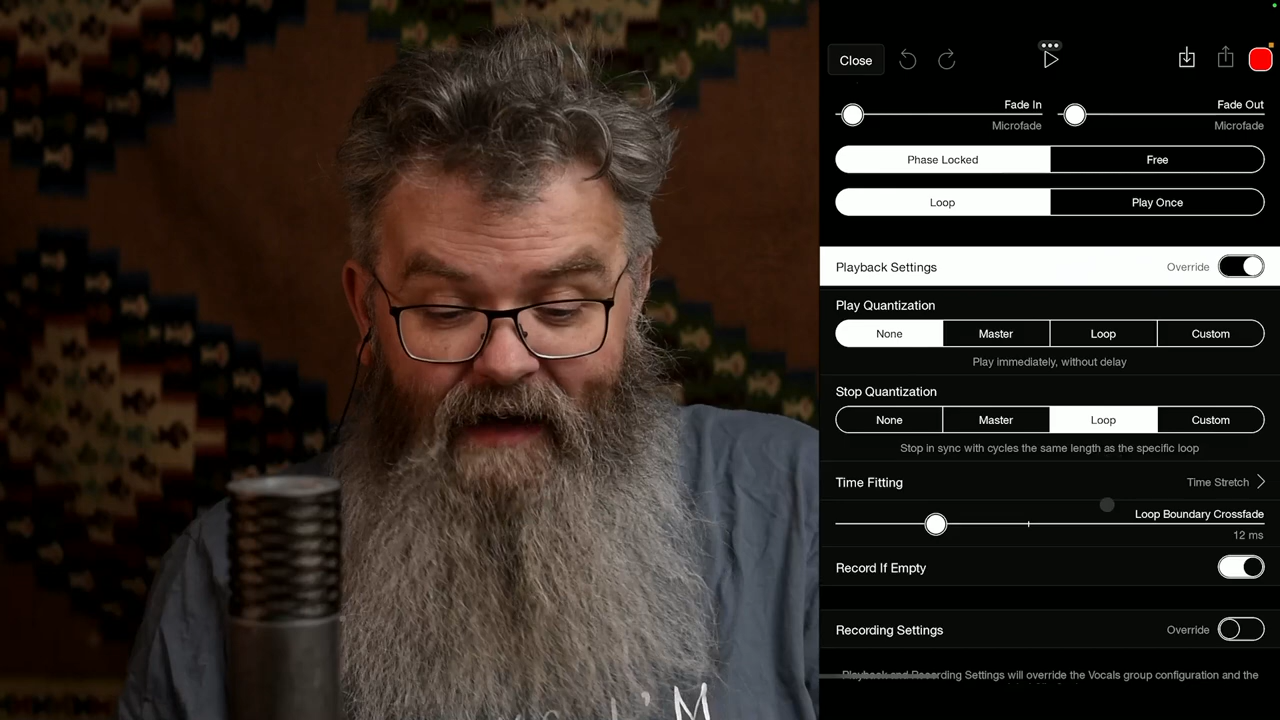 Close
Fade In
Microfade
Fade Out
Microfade
Phase Locked Free
Loop Play Once
Playback Settings Override
Play Quantization
None Master Loop Custom
Play immediately, without delay
Stop Quantization
None Master Loop Custom
Stop in sync with cycles the same length as the specific loop
Time Fitting Time Stretch
Loop Boundary Crossfade
12 ms
Record If Empty
Recording Settings Override
Playback and Recording Settings will override the Vocals group configuration and the
M